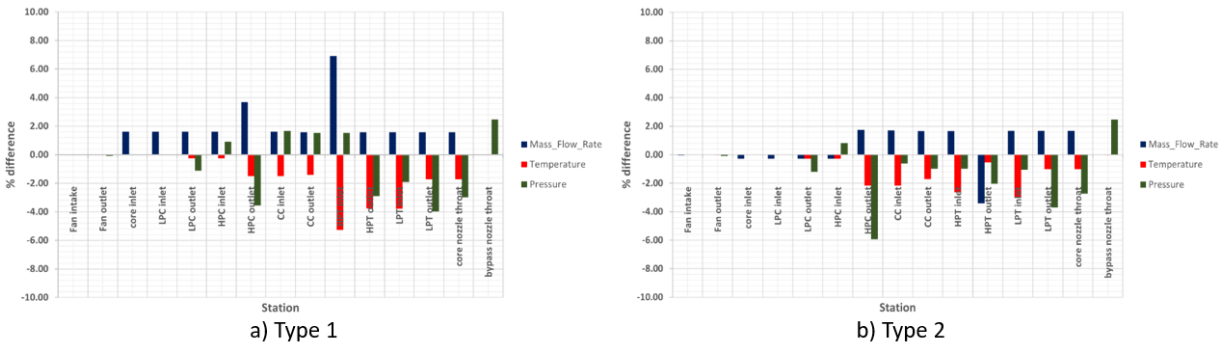 10.00
8.00
6.00
4.00
2.00
0.00
-2.00
-4.00
-6.00
-8.00
-10.00
% difference
Fan intake
Fan outlet
core inlet
LPC inlet
LPC outlet
HPC inlet
HPC outlet
CC inlet
CC outlet
HPT outlet
LPT inlet
LPT outlet
core nozzle throat
bypass nozzle throat
Station
Mass_Flow_Rate
Temperature
Pressure
a) Type 1
10.00
8.00
6.00
4.00
2.00
0.00
-2.00
-4.00
-6.00
-8.00
-10.00
% difference
Fan intake
Fan outlet
core inlet
LPC inlet
LPC outlet
HPC inlet
HPC outlet
CC inlet
CC outlet
HPT inlet
HPT outlet
LPT inlet
LPT outlet
core nozzle throat
bypass nozzle throat
Station
Mass_Flow_Rate
Temperature
Pressure
b) Type 2